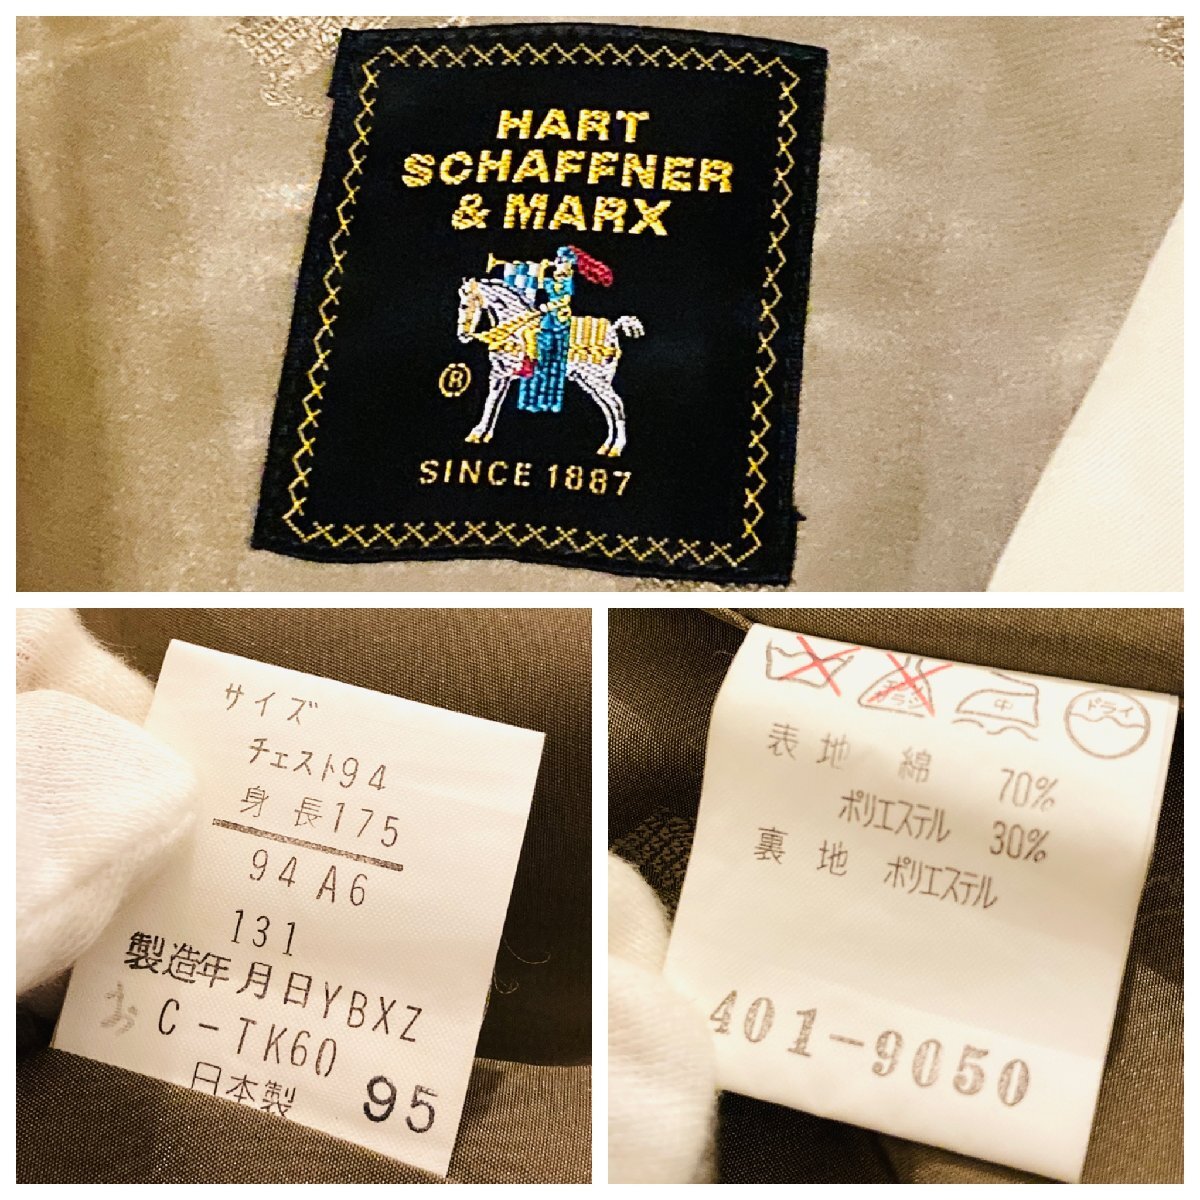 HART
SCHAFFNER
& MARX
®
SINCE 1887
サイズ
チェスト94
身長175
94A6
131
製造年月日YBXZ
C-TK60
日本製 95
中 ドライ
表地 綿 70%
ポリエステル 30%
裏地 ポリエステル
401-9050